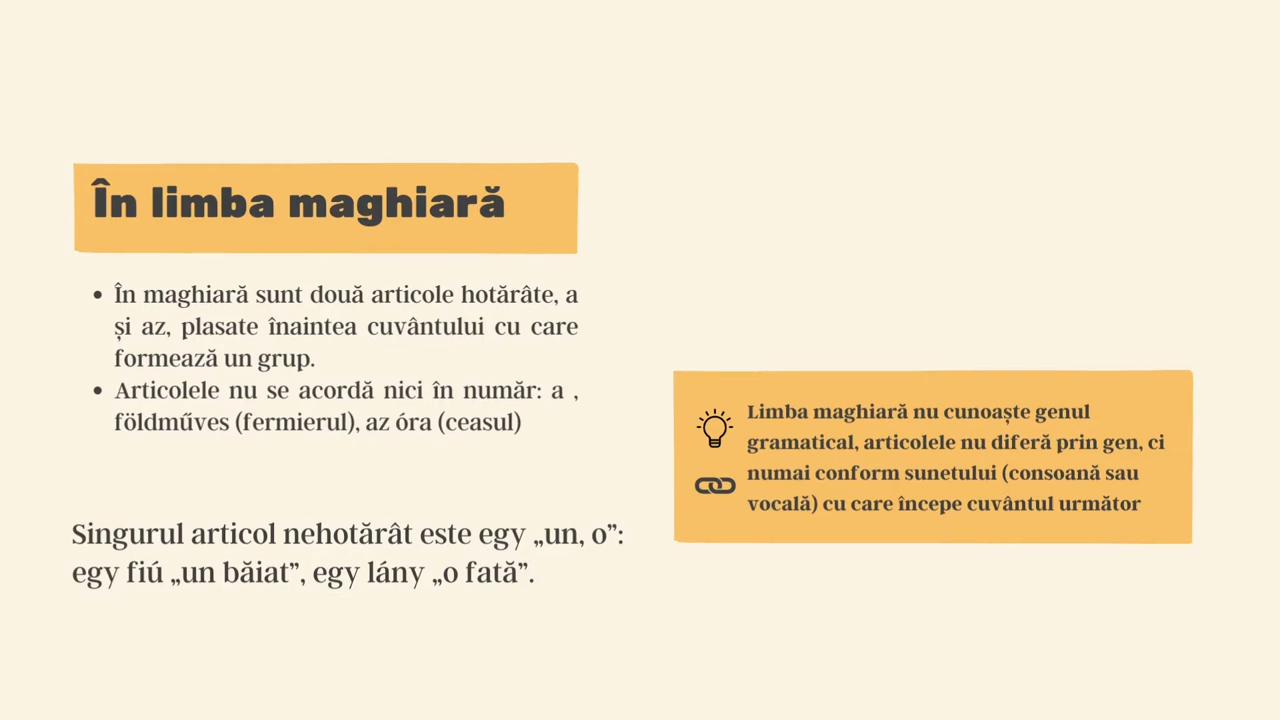 În limba maghiară
În maghiară sunt două articole hotărâte, a
și az, plasate înaintea cuvântului cu care
formează un grup.
Articolele nu se acordă nici în număr: a ,
földműves (fermierul), az óra (ceasul)
Singurul articol nehotărât este egy „un, o”:
egy fiú „un băiat”, egy lány „o fată”.
Limba maghiară nu cunoaște genul
gramatical, articolele nu diferă prin gen, ci
numai conform sunetului (consoană sau
vocală) cu care începe cuvântul următor